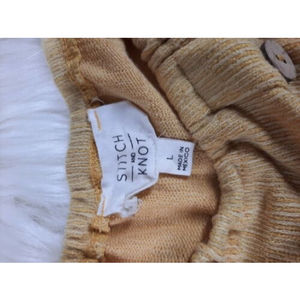 STITCH
AND
KNOT
L
MADE IN
MEXICO